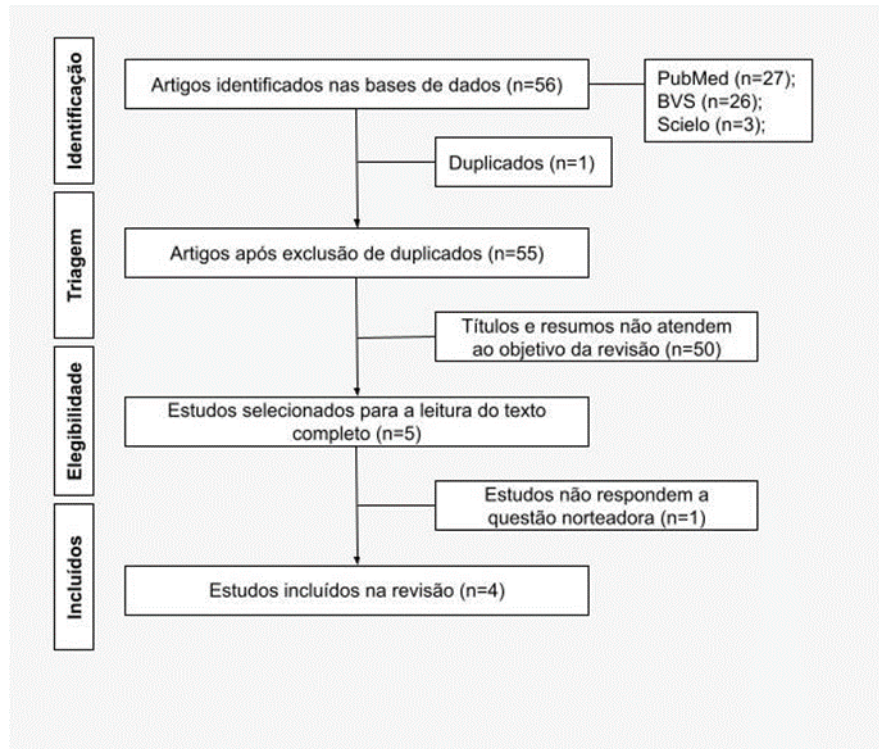 Identificação
Artigos identificados nas bases de dados (n=56)
PubMed (n=27);
BVS (n=26);
Scielo (n=3);
Duplicados (n=1)
Triagem
Artigos após exclusão de duplicados (n=55)
Títulos e resumos não atendem
ao objetivo da revisão (n=50)
Elegibilidade
Estudos selecionados para a leitura do texto
completo (n=5)
Estudos não respondem a
questão norteadora (n=1)
Incluídos
Estudos incluídos na revisão (n=4)